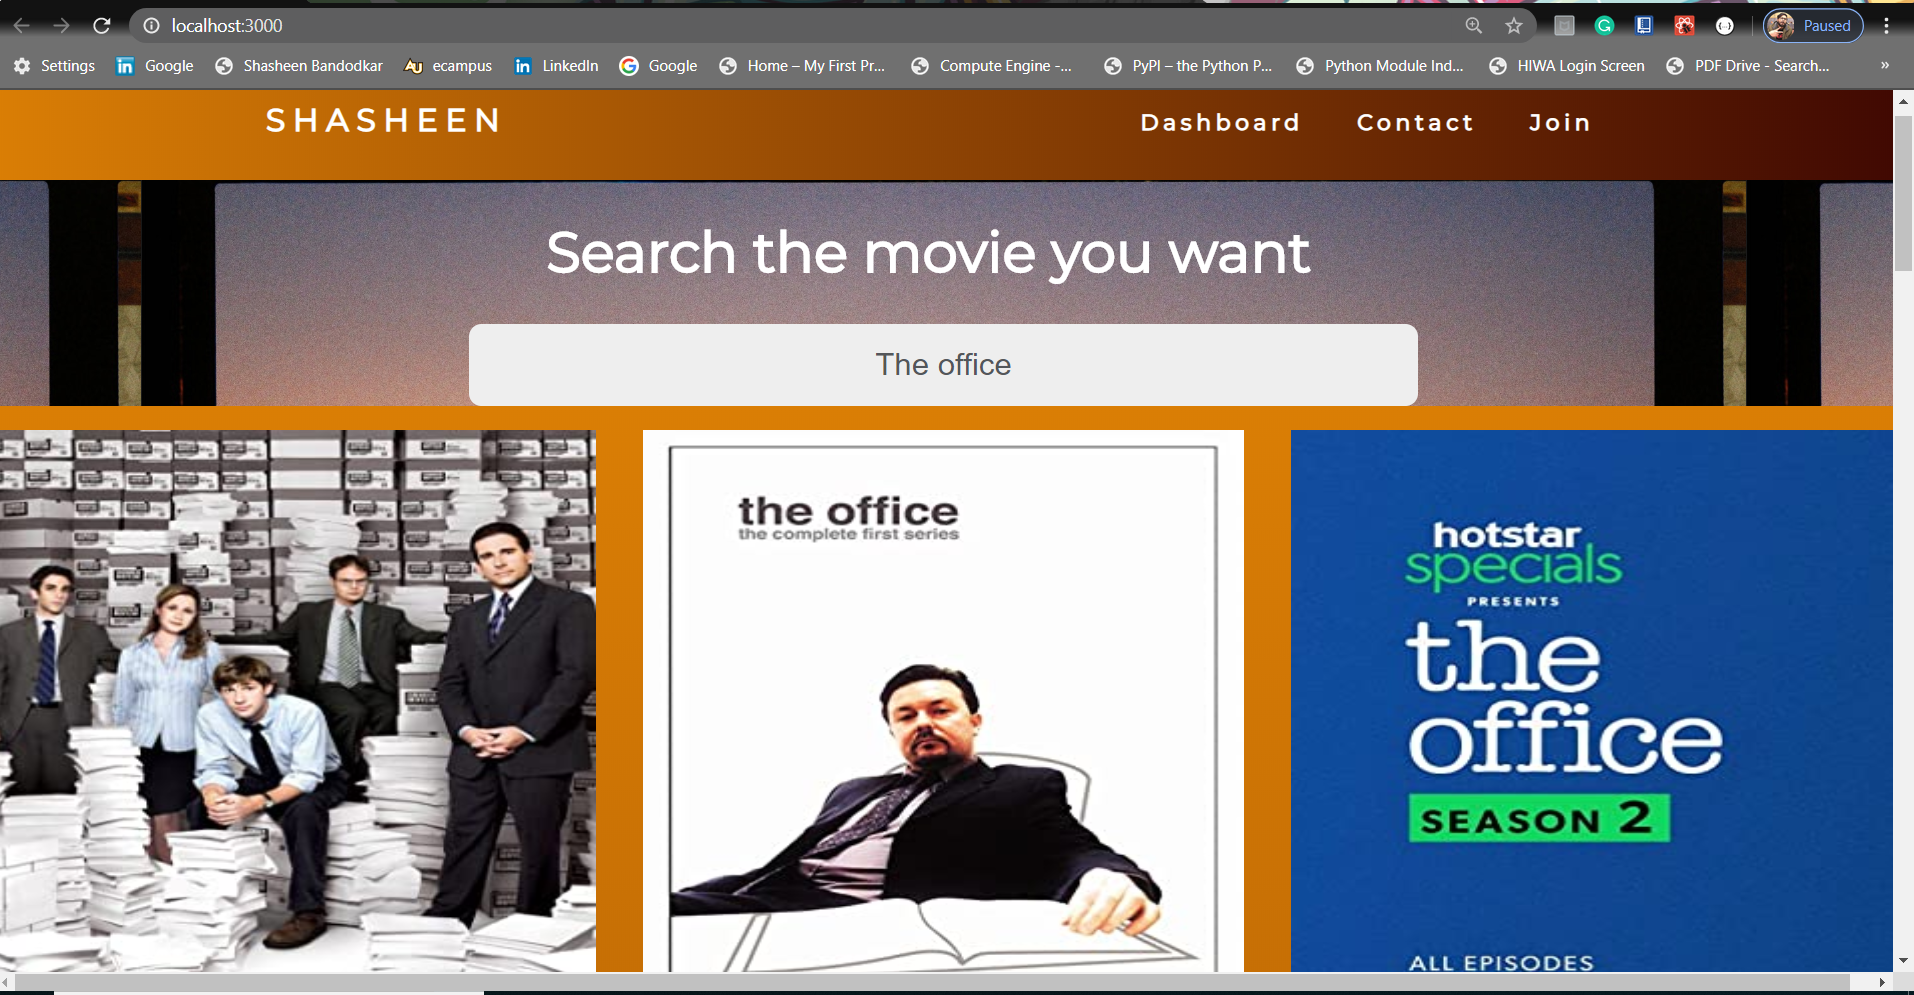 localhost:3000
Paused
Settings Google Shasheen Bandodkar ecampus LinkedIn Google Home – My First Pr... Compute Engine -... PyPI – the Python P... Python Module Ind... HIWA Login Screen PDF Drive - Search... »
SHASHEEN Dashboard Contact Join
Search the movie you want
The office
the office
the complete first series
hotstar
specials
PRESENTS
the
office
SEASON 2
ALL EPISODES